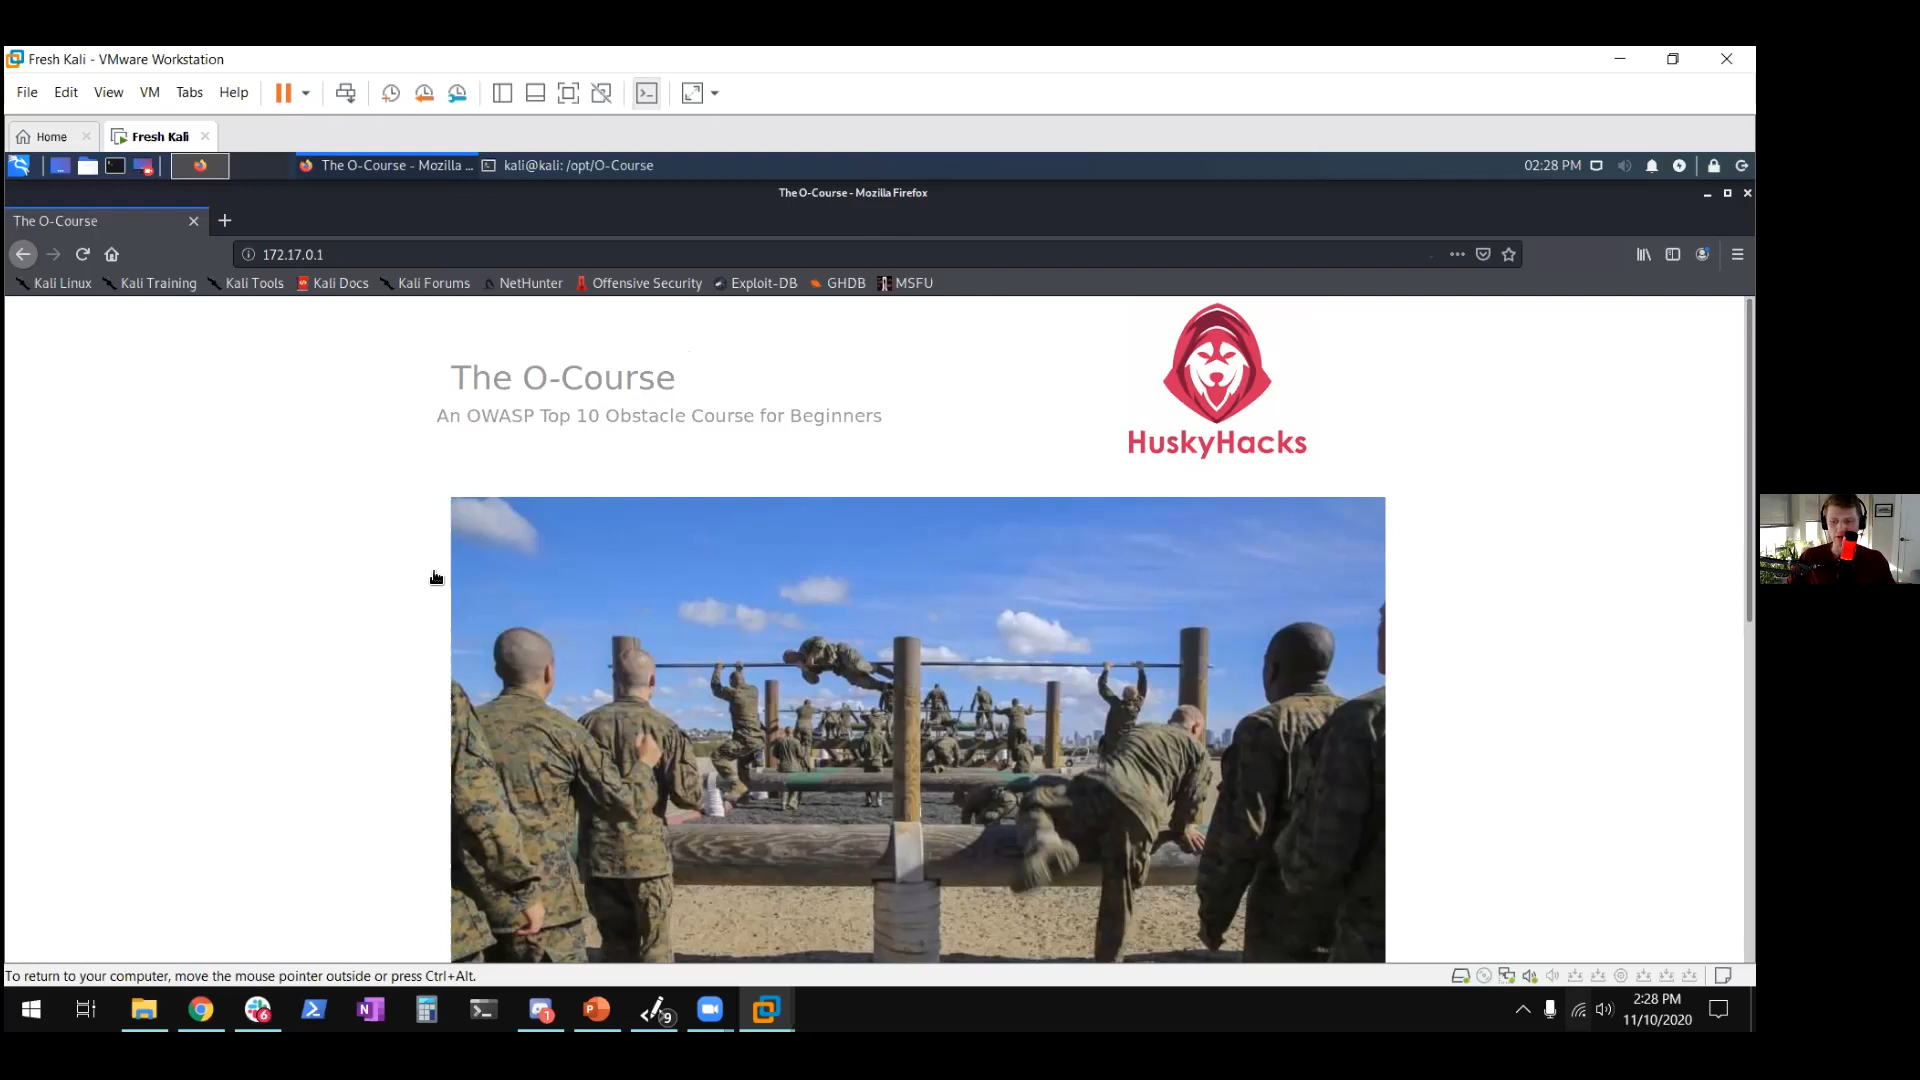 Fresh Kali - VMware Workstation
File Edit View VM Tabs Help
Home Fresh Kali
The O-Course - Mozilla ... kali@kali: /opt/O-Course 02:28 PM
The O-Course - Mozilla Firefox
The O-Course
172.17.0.1
Kali Linux Kali Training Kali Tools Kali Docs Kali Forums NetHunter Offensive Security Exploit-DB GHDB MSFU
The O-Course
An OWASP Top 10 Obstacle Course for Beginners
HuskyHacks
To return to your computer, move the mouse pointer outside or press Ctrl+Alt.
6 1 9
2:28 PM
11/10/2020